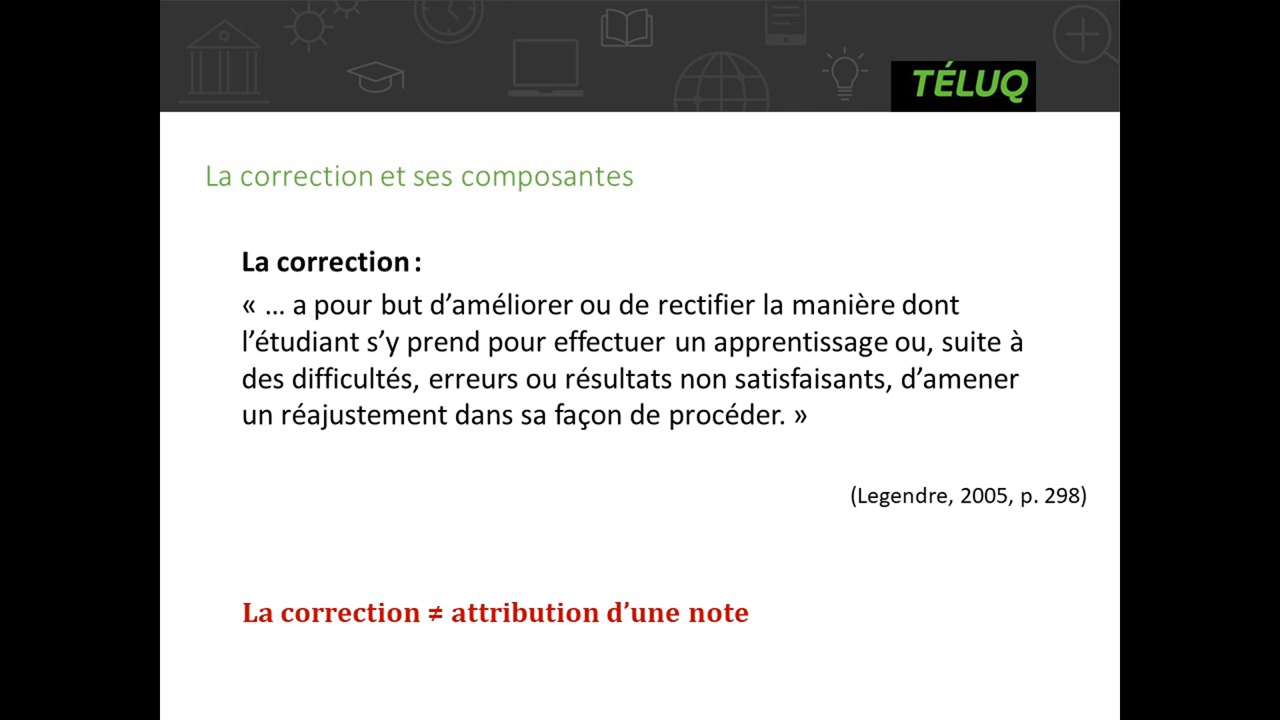 TÉLUQ
La correction et ses composantes
La correction :
« … a pour but d’améliorer ou de rectifier la manière dont
l’étudiant s’y prend pour effectuer un apprentissage ou, suite à
des difficultés, erreurs ou résultats non satisfaisants, d’amener
un réajustement dans sa façon de procéder. »
(Legendre, 2005, p. 298)
La correction ≠ attribution d’une note